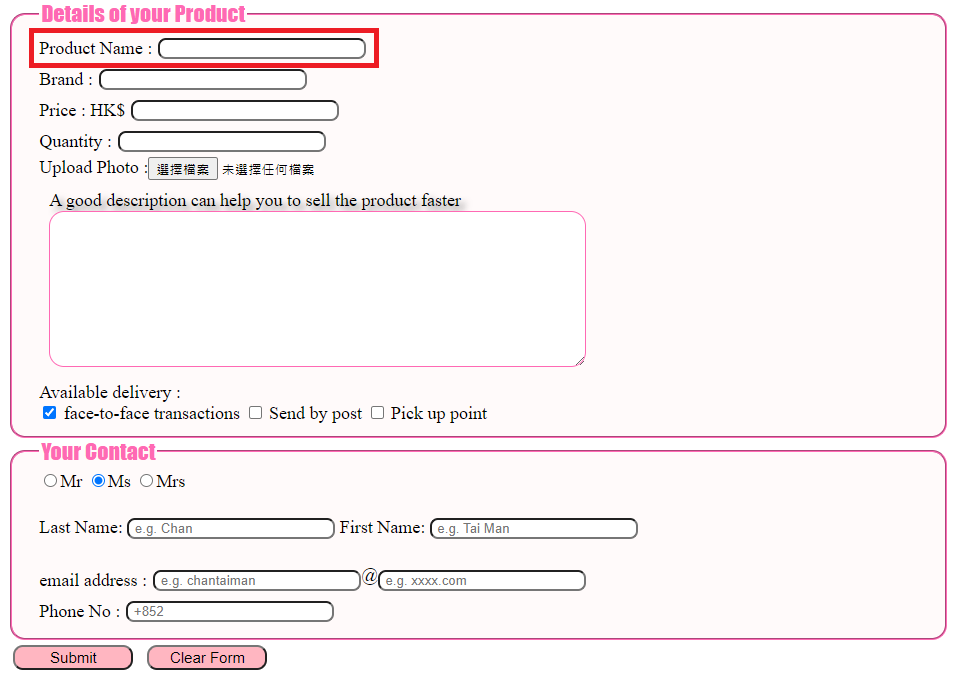 Details of your Product
Product Name :
Brand :
Price : HK$
Quantity :
Upload Photo : 選擇檔案 未選擇任何檔案
A good description can help you to sell the product faster
Available delivery :
face-to-face transactions Send by post Pick up point
Your Contact
Mr Ms Mrs
Last Name: e.g. Chan First Name: e.g. Tai Man
email address : e.g. chantaiman @ e.g. xxxx.com
Phone No : +852
Submit Clear Form